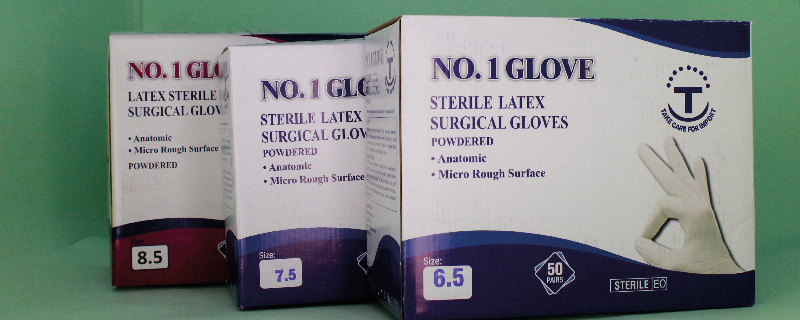 NO. 1 GLO
LATEX STERILE
SURGICAL GLOV
• Anatomic
• Micro Rough Surface
POWDERED
8.5
NO. 1 GLO
STERILE LATEX
SURGICAL GLOV
POWDERED
• Anatomic
• Micro Rough Surface
Size:
7.5
NO. 1 GLOVE
STERILE LATEX
SURGICAL GLOVES
POWDERED
• Anatomic
• Micro Rough Surface
Size:
6.5
50
PAIRS
STERILE EO
T
TAKE CARE FOR IMPORT